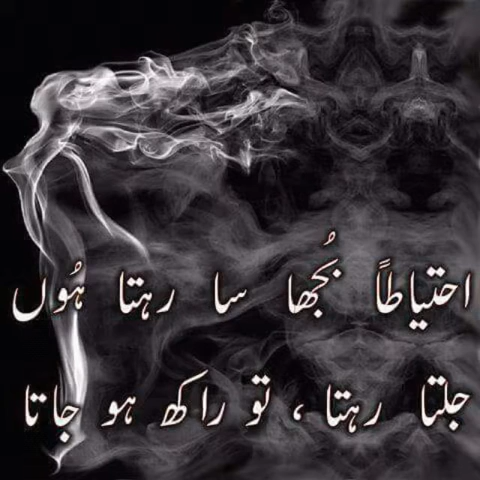 احتیاطاً بُجھا سا رہتا ہُوں
جلتا رہتا ، تو راکھ ہو جاتا